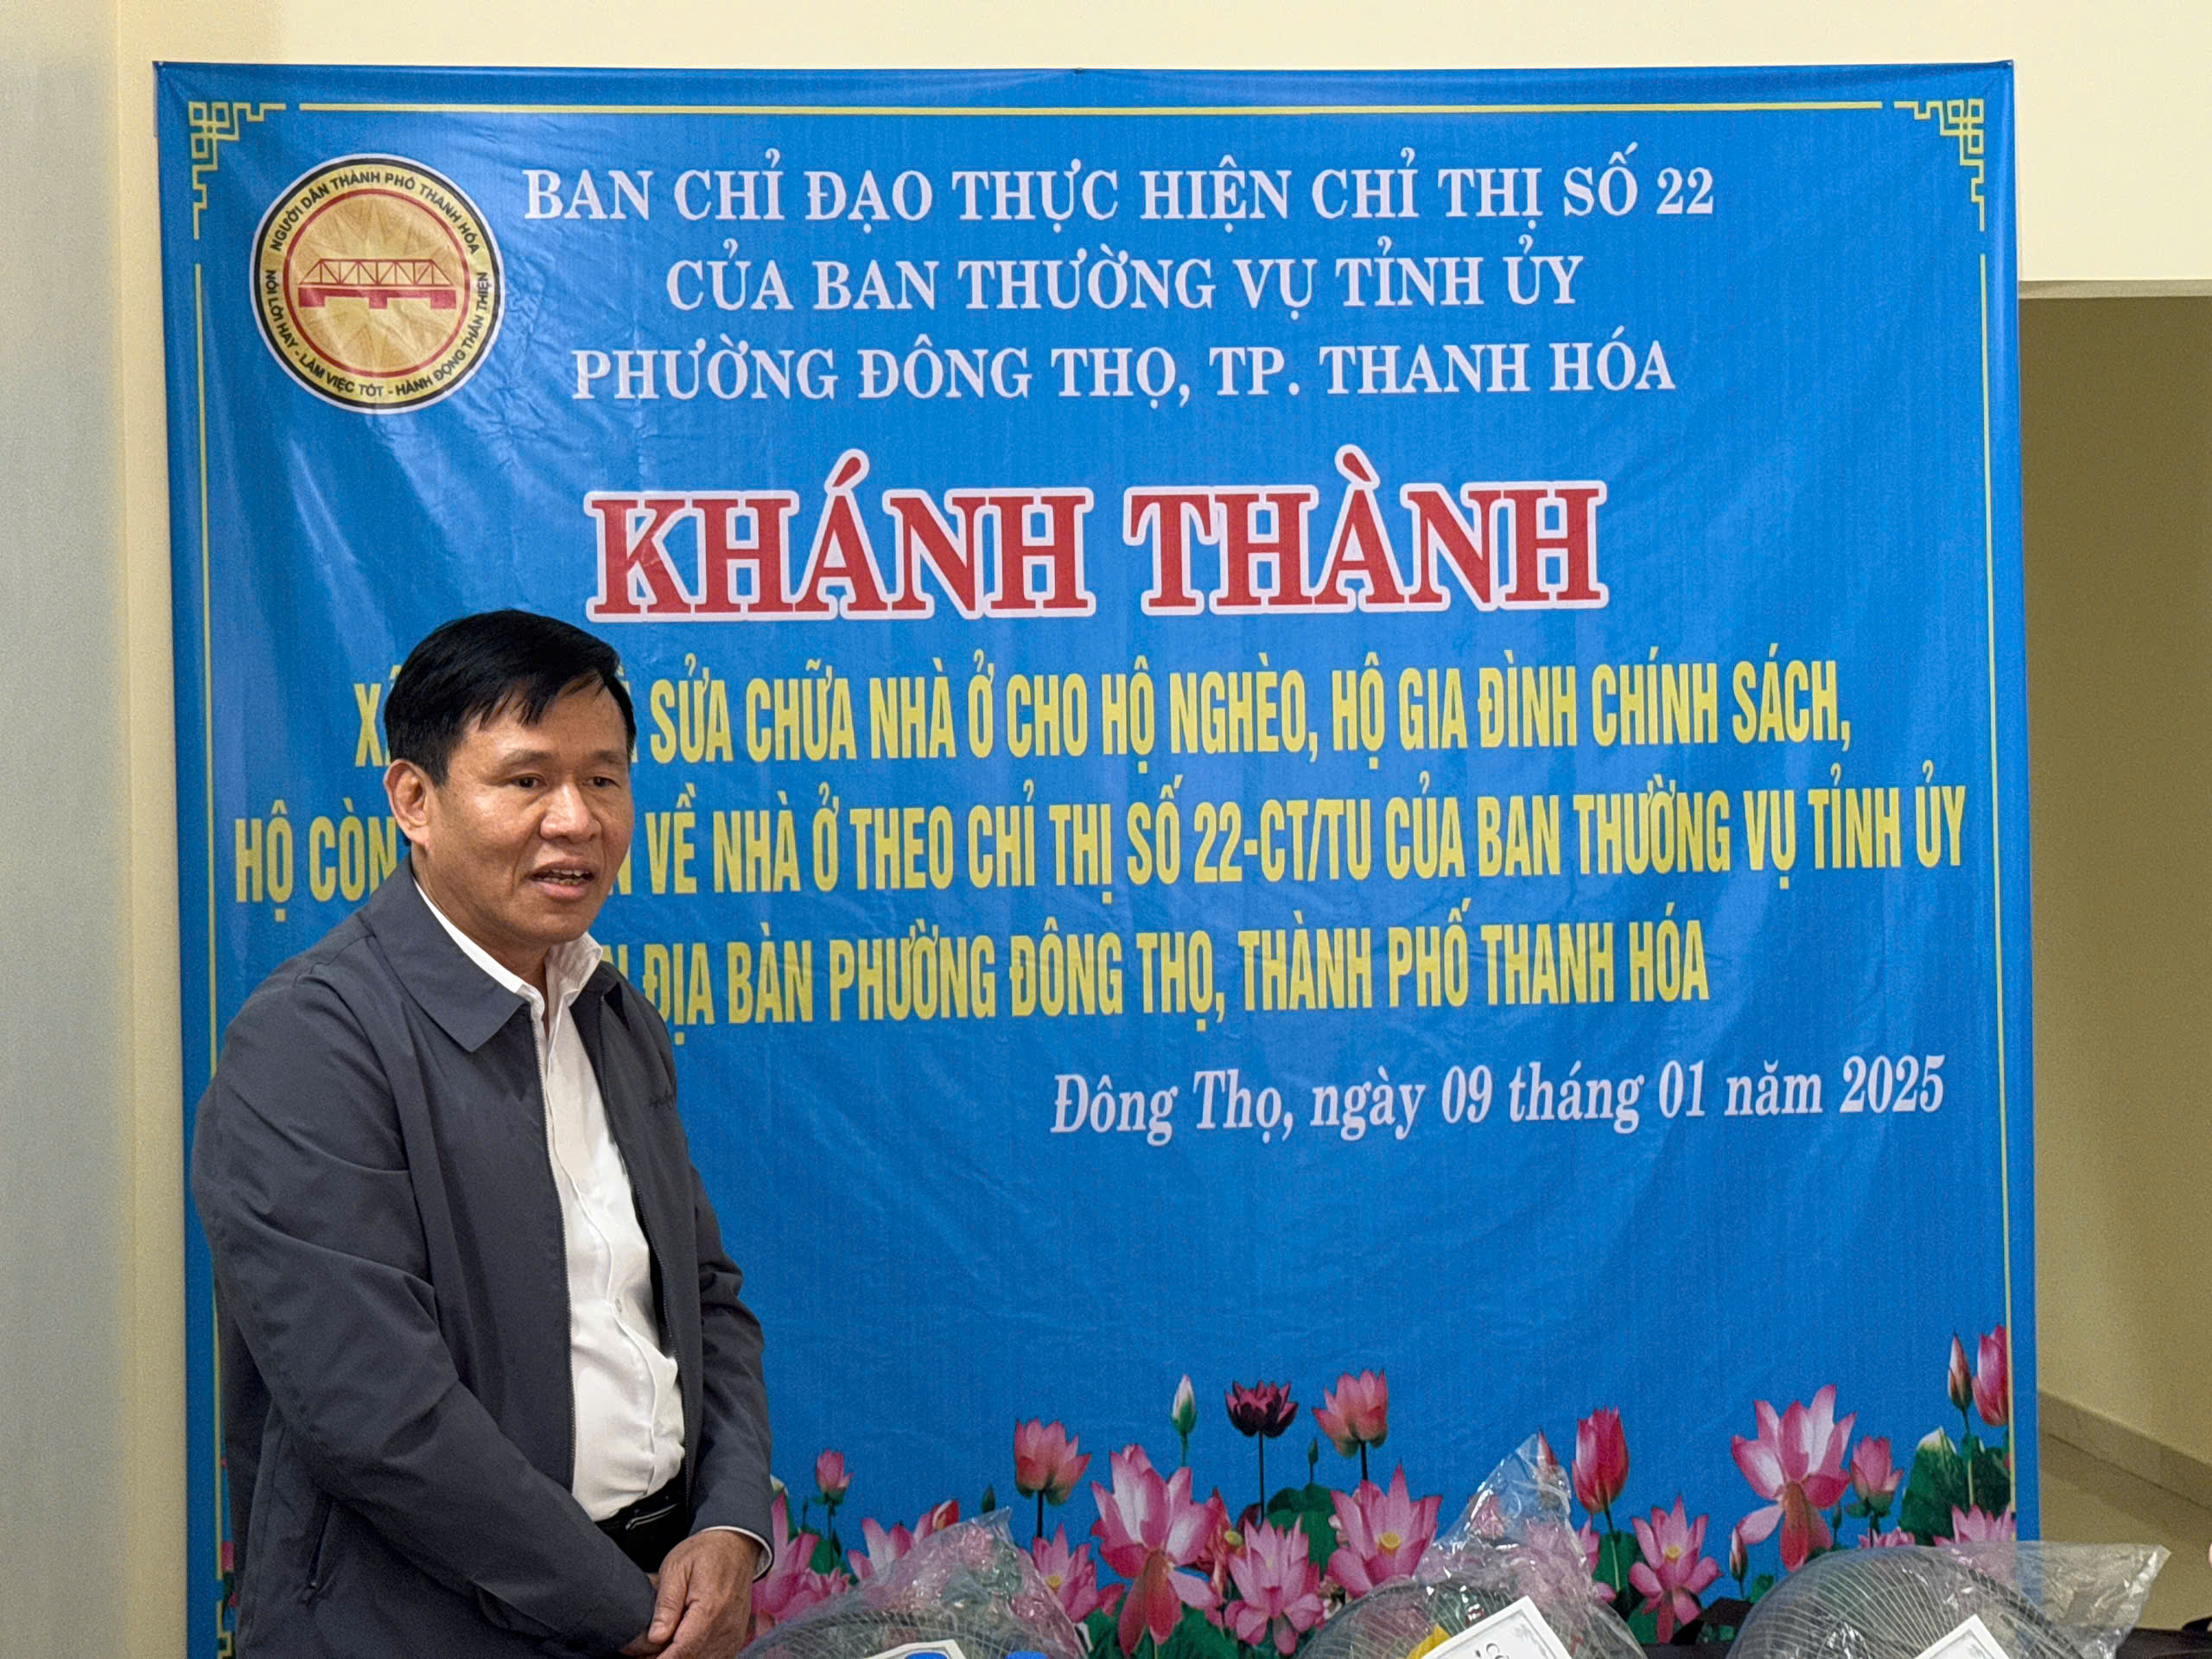 NGƯỜI DÂN THÀNH PHỐ THANH HÓA
NÓI LỜI HAY - LÀM VIỆC TỐT - HÀNH ĐỘNG THÂN THIỆN
BAN CHỈ ĐẠO THỰC HIỆN CHỈ THỊ SỐ 22
CỦA BAN THƯỜNG VỤ TỈNH ỦY
PHƯỜNG ĐÔNG THỌ, TP. THANH HÓA
KHÁNH THÀNH
SỬA CHỮA NHÀ Ở CHO HỘ NGHÈO, HỘ GIA ĐÌNH CHÍNH SÁCH,
HỘ CÒN VỀ NHÀ Ở THEO CHỈ THỊ SỐ 22-CT/TU CỦA BAN THƯỜNG VỤ TỈNH ỦY
ĐỊA BÀN PHƯỜNG ĐÔNG THỌ, THÀNH PHỐ THANH HÓA
Đông Thọ, ngày 09 tháng 01 năm 2025